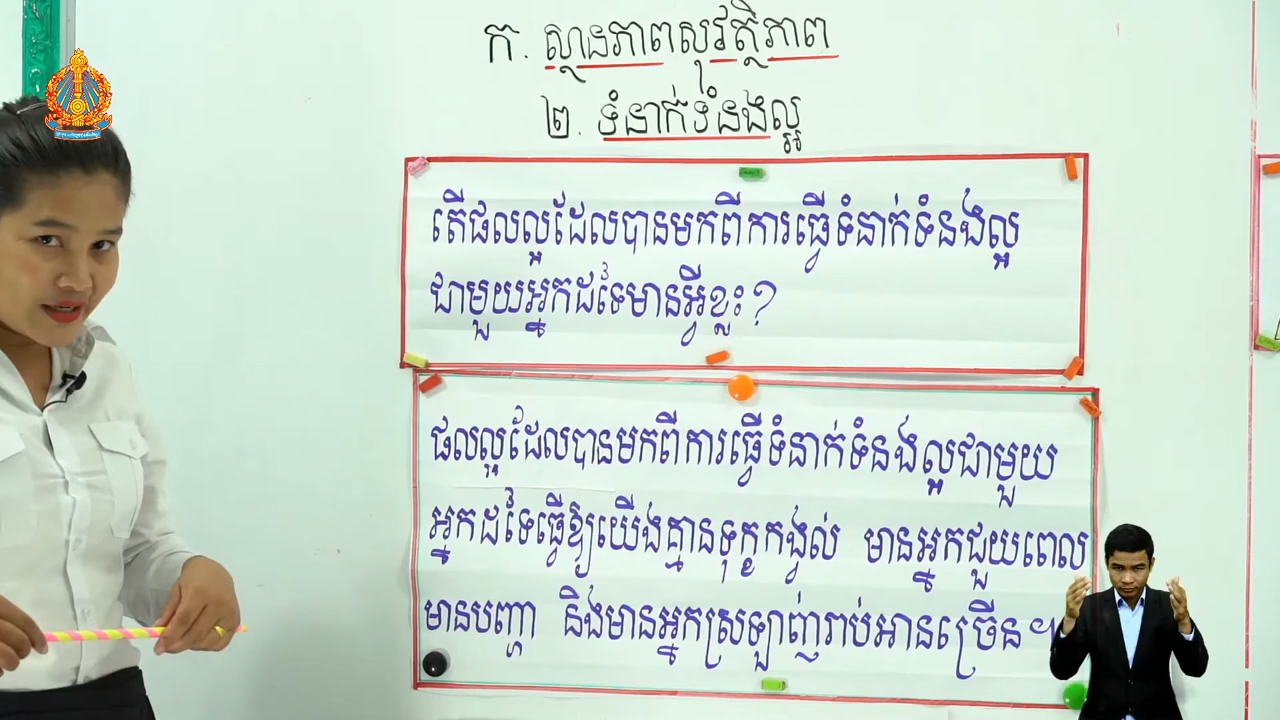 ក. ស្ថានភាពសុវត្ថិភាព
២. ទំនាក់ទំនងល្អ
តើផលល្អដែលបានមកពីការធ្វើទំនាក់ទំនងល្អ
ជាមួយអ្នកដទៃមានអ្វីខ្លះ?
ផលល្អដែលបានមកពីការធ្វើទំនាក់ទំនងល្អជាមួយ
អ្នកដទៃធ្វើឱ្យយើងគ្មានទុក្ខកង្វល់ មានអ្នកជួយពេល
មានបញ្ហា និងមានអ្នកស្រឡាញ់រាប់អានច្រើន។